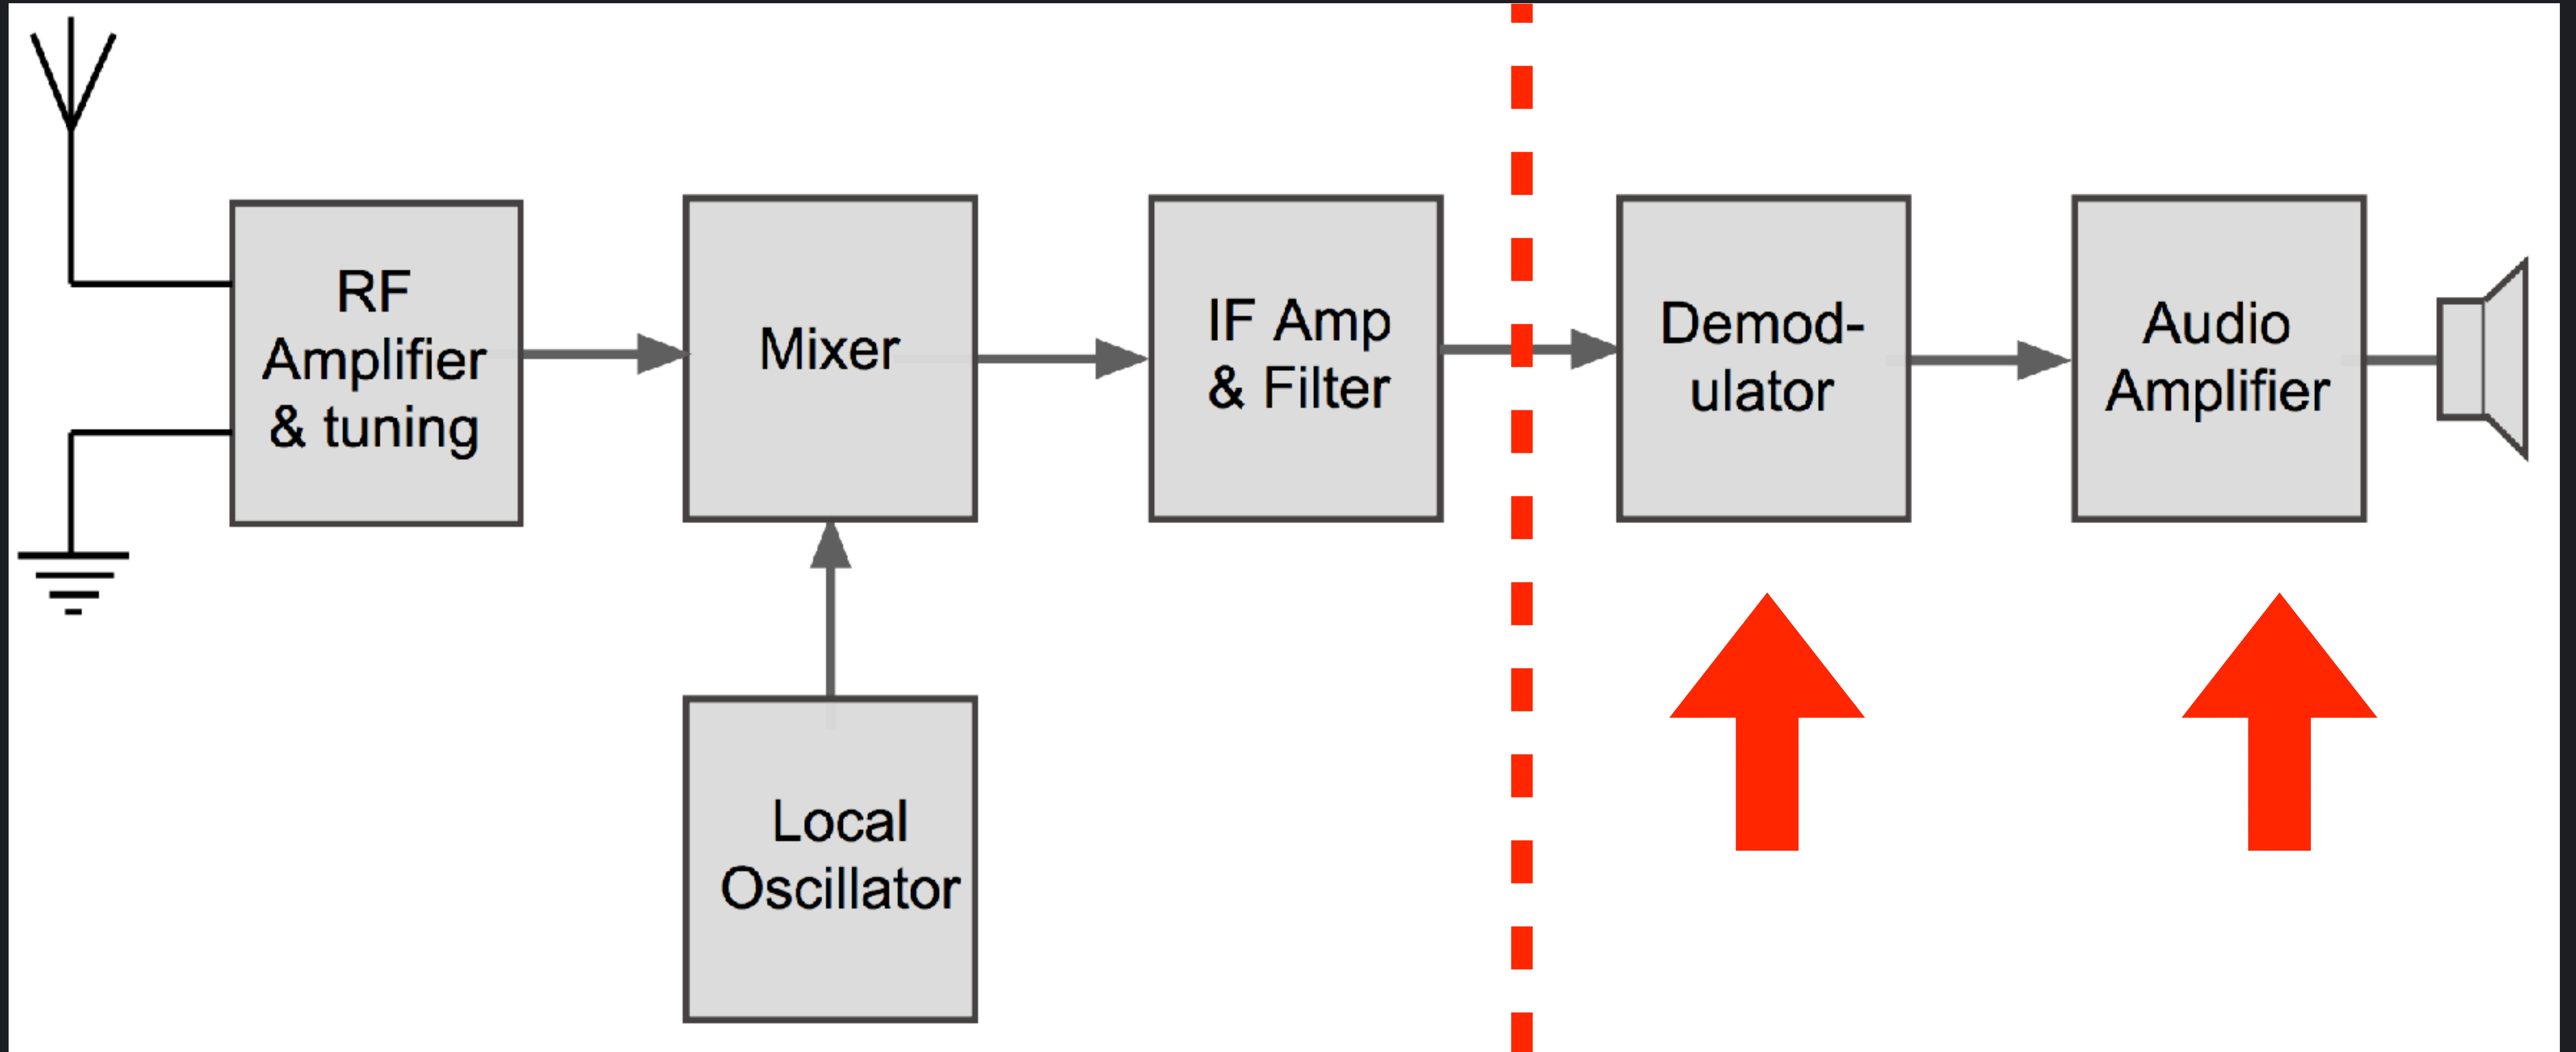 RF
Amplifier
& tuning
Mixer
IF Amp
& Filter
Demod-
ulator
Audio
Amplifier
Local
Oscillator